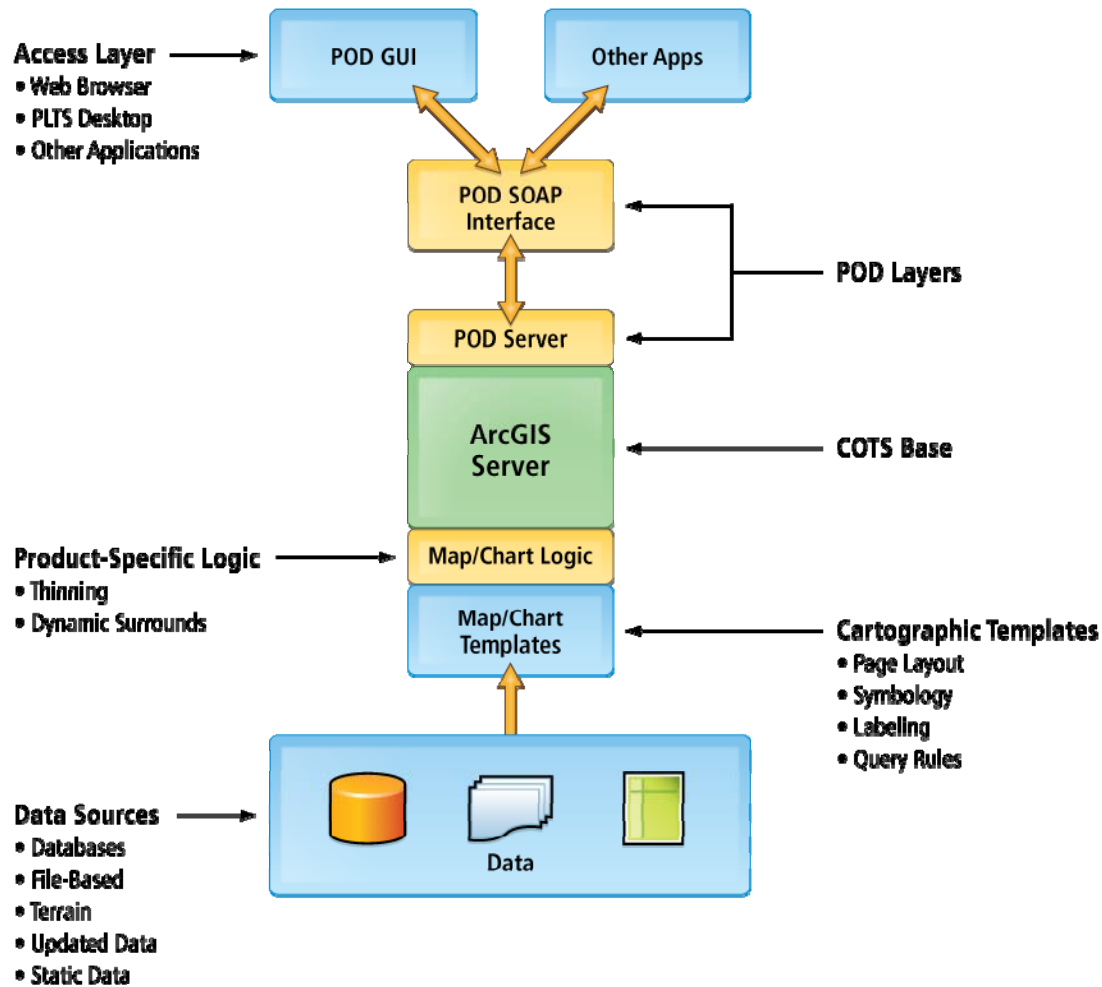 POD GUI
Other Apps
Access Layer
• Web Browser
• PLTS Desktop
• Other Applications
POD SOAP
Interface
POD Layers
POD Server
ArcGIS
Server
COTS Base
Product-Specific Logic
• Thinning
• Dynamic Surrounds
Map/Chart Logic
Map/Chart
Templates
Cartographic Templates
• Page Layout
• Symbology
• Labeling
• Query Rules
Data Sources
• Databases
• File-Based
• Terrain
• Updated Data
• Static Data
Data